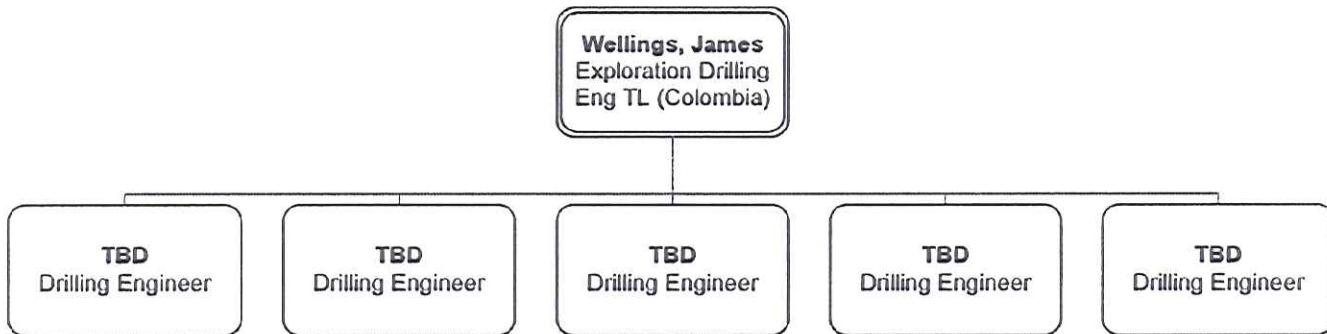 Wellings, James
Exploration Drilling
Eng TL (Colombia)
TBD
Drilling Engineer
TBD
Drilling Engineer
TBD
Drilling Engineer
TBD
Drilling Engineer
TBD
Drilling Engineer